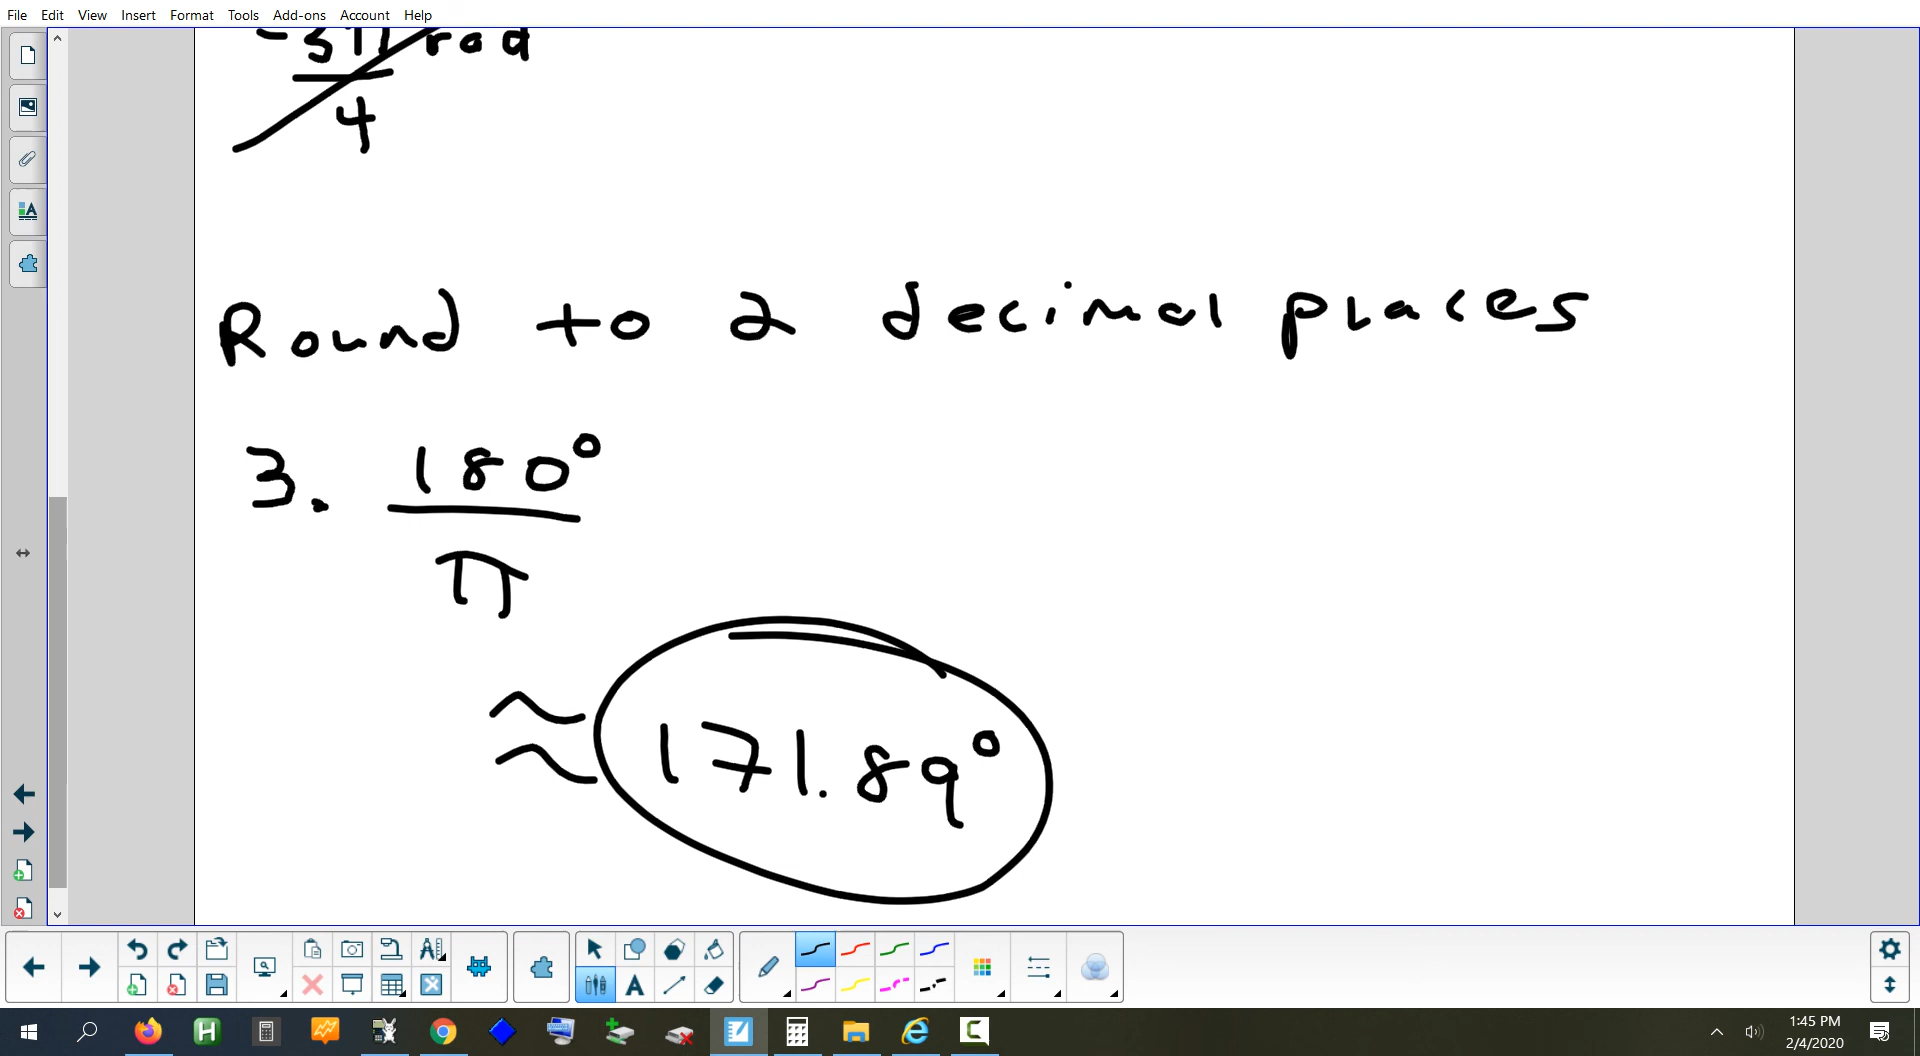 File Edit View Insert Format Tools Add-ons Account Help
-3π rad
4
Round to 2 decimal places
3. 180°
π
≈ 171.89°
1:45 PM
2/4/2020